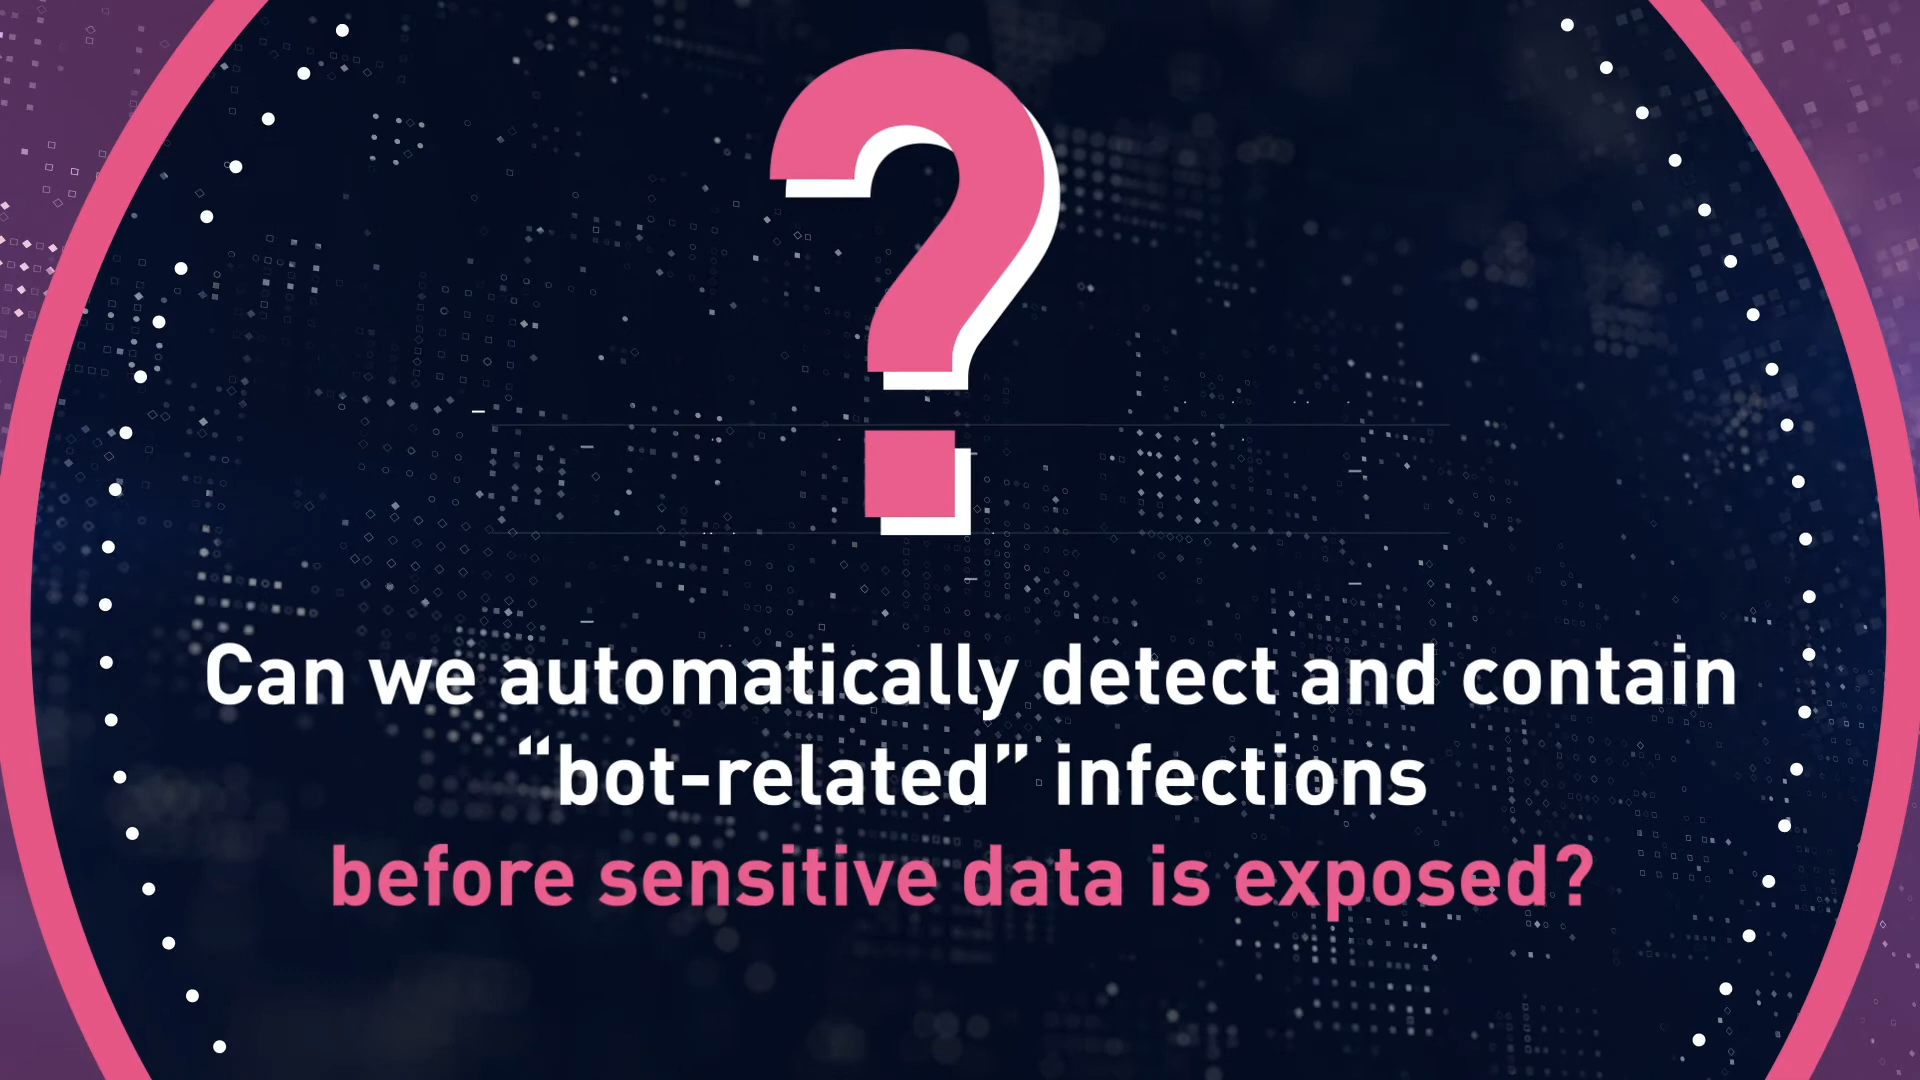 ?
Can we automatically detect and contain
“bot-related” infections
before sensitive data is exposed?